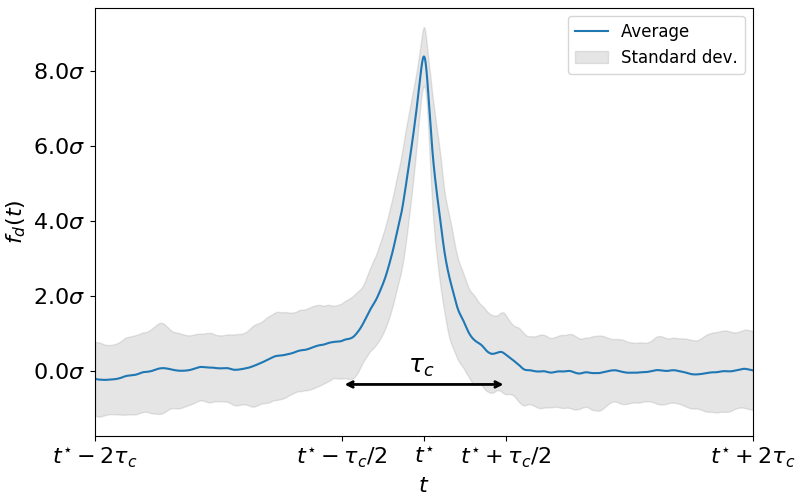 Average
Standard dev.
8.0σ
6.0σ
4.0σ
2.0σ
0.0σ
f_d(t)
τ_c
t* − 2τ_c
t* − τ_c/2
t*
t* + τ_c/2
t* + 2τ_c
t